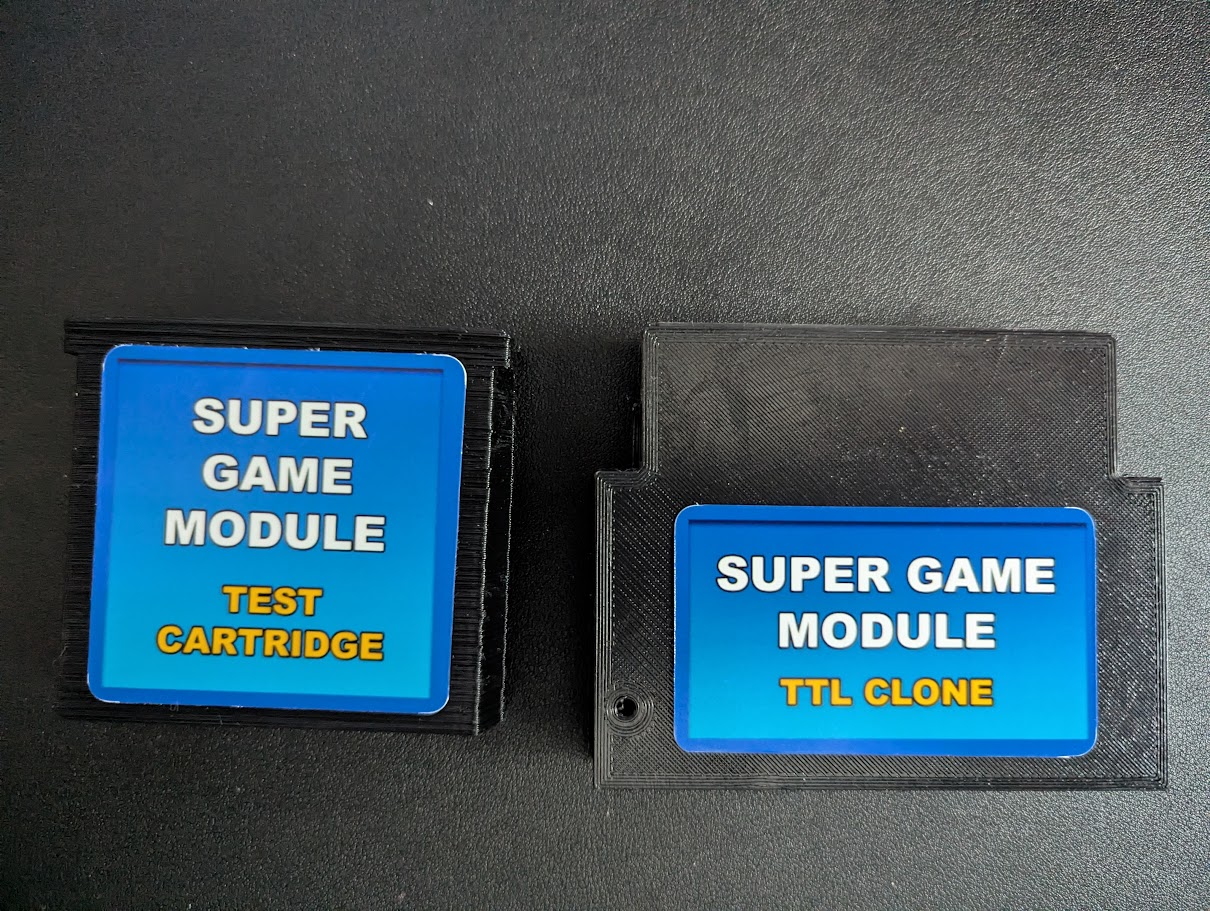 SUPER
GAME
MODULE
TEST
CARTRIDGE
SUPER GAME
MODULE
TTL CLONE